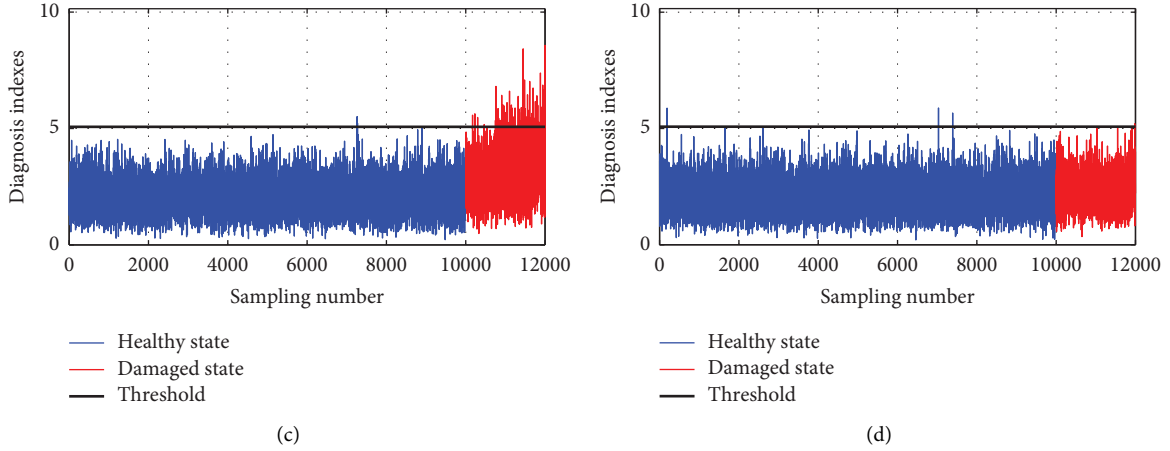 10
5
0
Diagnosis indexes
0 2000 4000 6000 8000 10000 12000
Sampling number
Healthy state
Damaged state
Threshold
(c)
10
5
0
Diagnosis indexes
0 2000 4000 6000 8000 10000 12000
Sampling number
Healthy state
Damaged state
Threshold
(d)